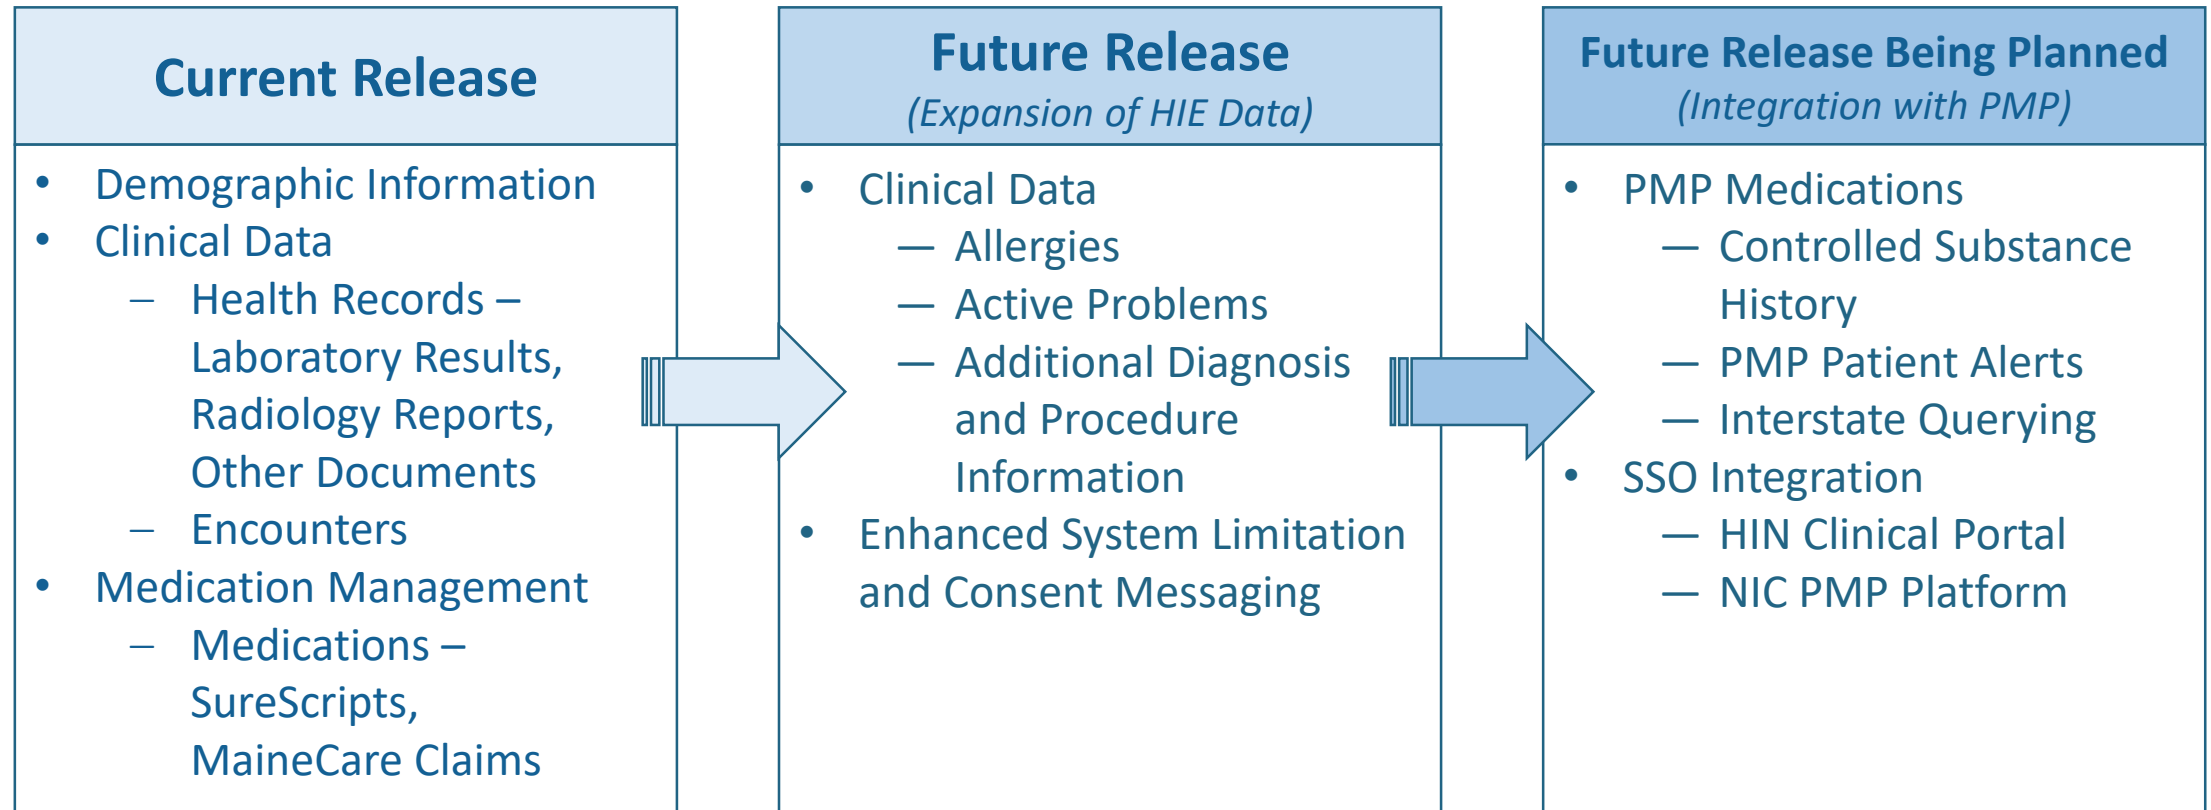 Current Release
• Demographic Information
• Clinical Data
– Health Records –
Laboratory Results,
Radiology Reports,
Other Documents
– Encounters
• Medication Management
– Medications –
SureScripts,
MaineCare Claims
Future Release
(Expansion of HIE Data)
• Clinical Data
— Allergies
— Active Problems
— Additional Diagnosis
and Procedure
Information
• Enhanced System Limitation
and Consent Messaging
Future Release Being Planned
(Integration with PMP)
• PMP Medications
— Controlled Substance
History
— PMP Patient Alerts
— Interstate Querying
• SSO Integration
— HIN Clinical Portal
— NIC PMP Platform